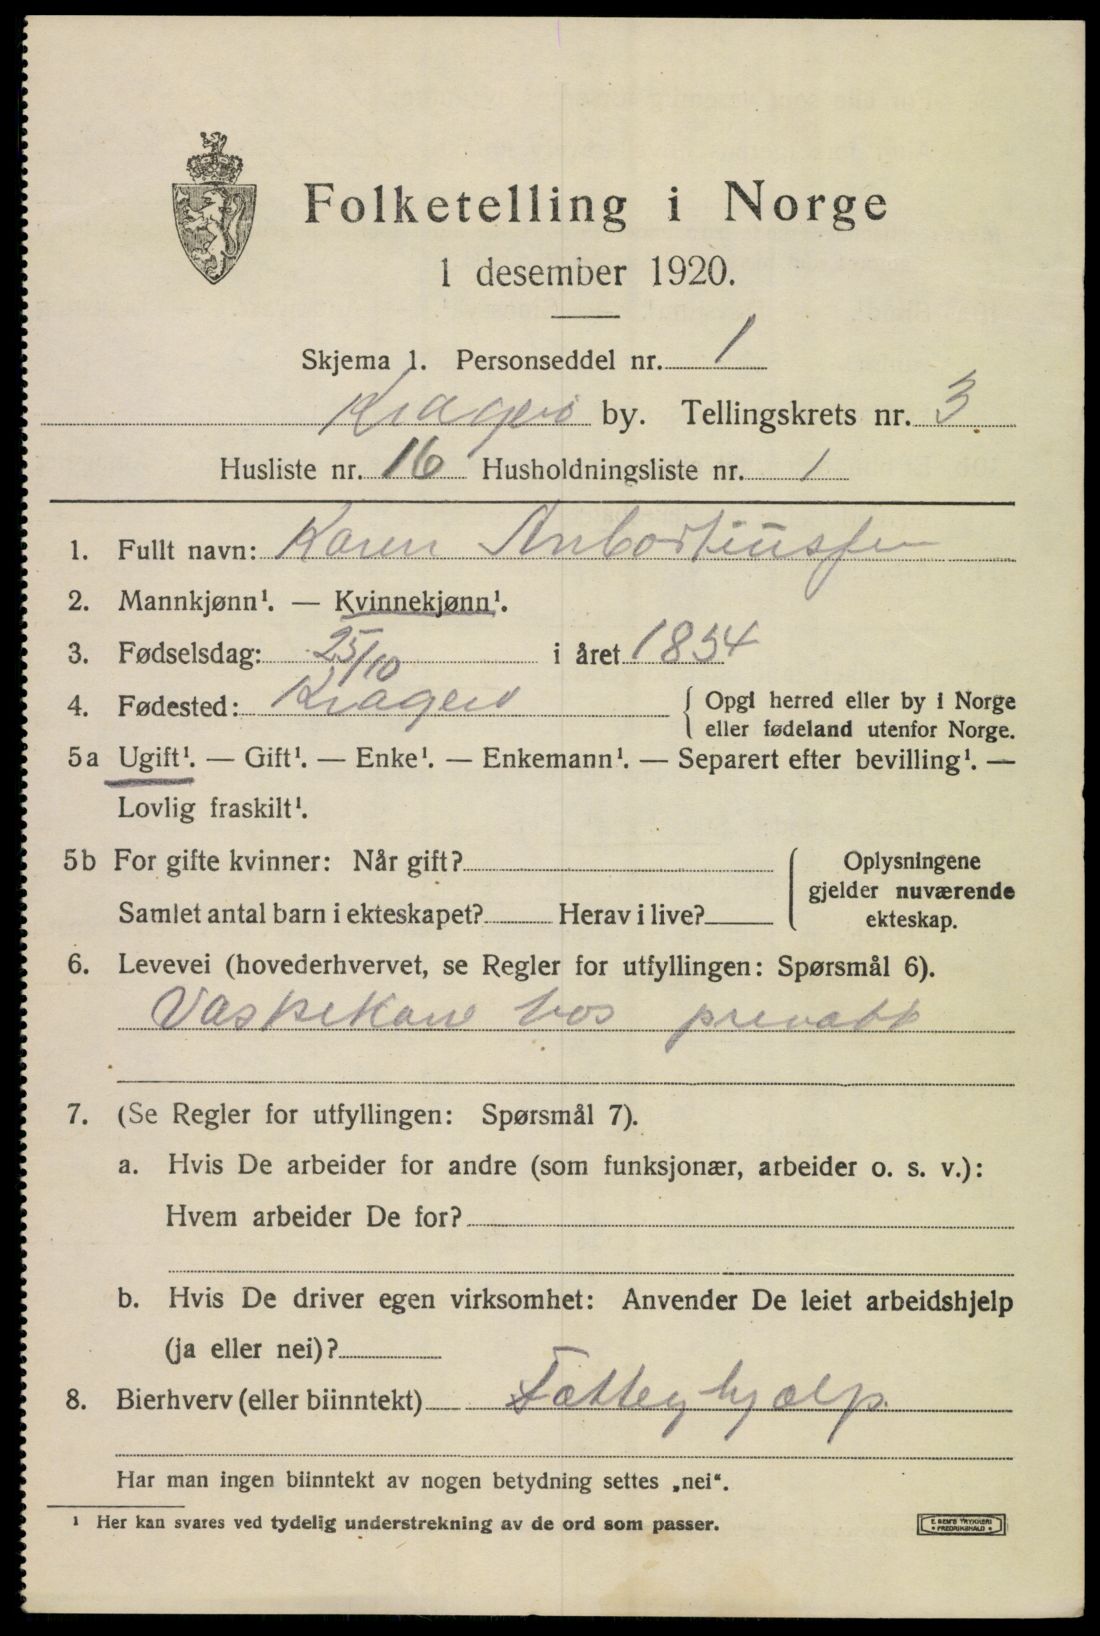 Folketelling i Norge
1 desember 1920.
Skjema 1. Personseddel nr. 1
Kragerø by. Tellingskrets nr. 3
Husliste nr. 16 Husholdningsliste nr. 1
1. Fullt navn: Karen
2. Mannkjønn¹. — Kvinnekjønn¹.
3. Fødselsdag: 25/10 i året 1854
4. Fødested: Kragerø { Opgi herred eller by i Norge
eller fødeland utenfor Norge.
5a Ugift¹. — Gift¹. — Enke¹. — Enkemann¹. — Separert efter bevilling¹. —
Lovlig fraskilt¹.
5b For gifte kvinner: Når gift?
Samlet antal barn i ekteskapet? Herav i live?
{ Oplysningene
gjelder nuværende
ekteskap.
6. Levevei (hovederhvervet, se Regler for utfyllingen: Spørsmål 6).
Vaskekone hos privatt
7. (Se Regler for utfyllingen: Spørsmål 7).
a. Hvis De arbeider for andre (som funksjonær, arbeider o. s. v.):
Hvem arbeider De for?
b. Hvis De driver egen virksomhet: Anvender De leiet arbeidshjelp
(ja eller nei)?
8. Bierhverv (eller biinntekt) Fatteghjælp.
Har man ingen biinntekt av nogen betydning settes „nei“.
¹ Her kan svares ved tydelig understrekning av de ord som passer.
E. SEM'S TRYKKERI
• FREDRIKSHALD •